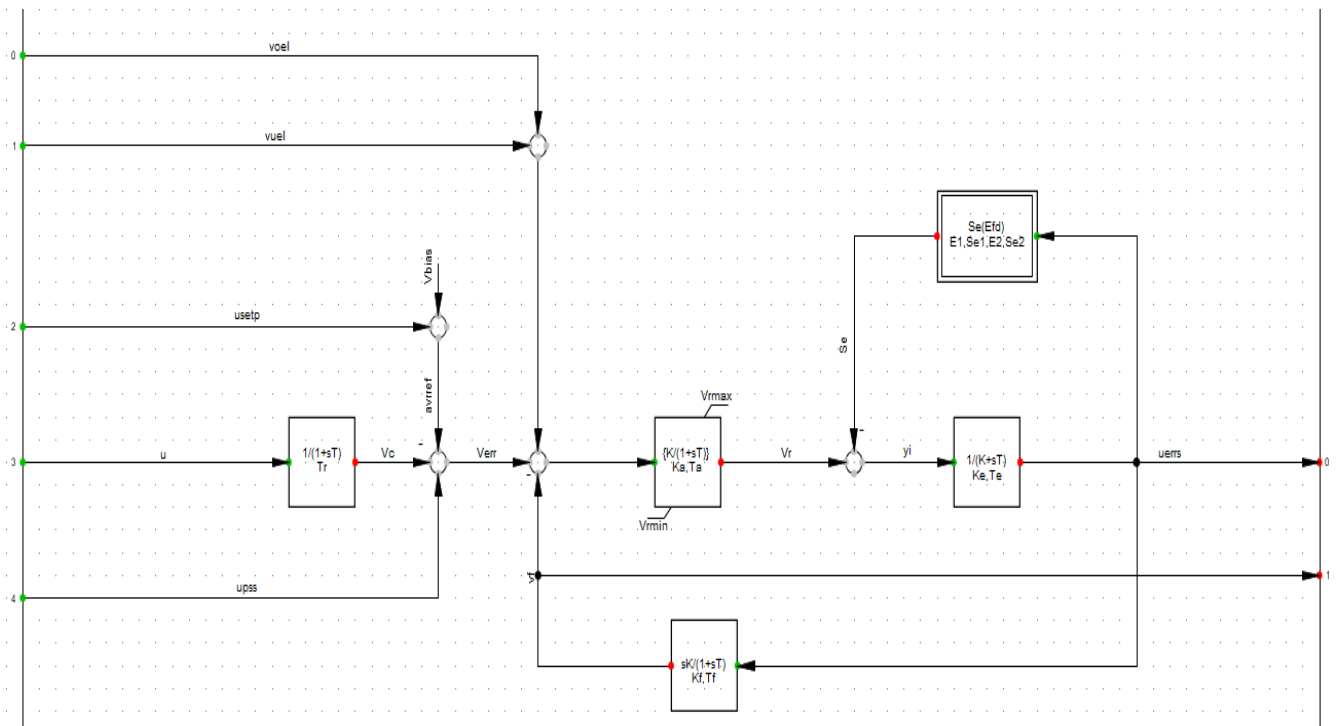 voel
0
vuel
1
Se(Efd)
E1,Se1,E2,Se2
Vbias
usetp
2
Se
avrref
Vrmax
-
-
1/(1+sT)
Tr
u
3
Vc
Verr
-
{K/(1+sT)}
Ka,Ta
Vr
yi
1/(K+sT)
Ke,Te
uerrs
0
Vrmin
vf
1
upss
4
sK/(1+sT)
Kf,Tf